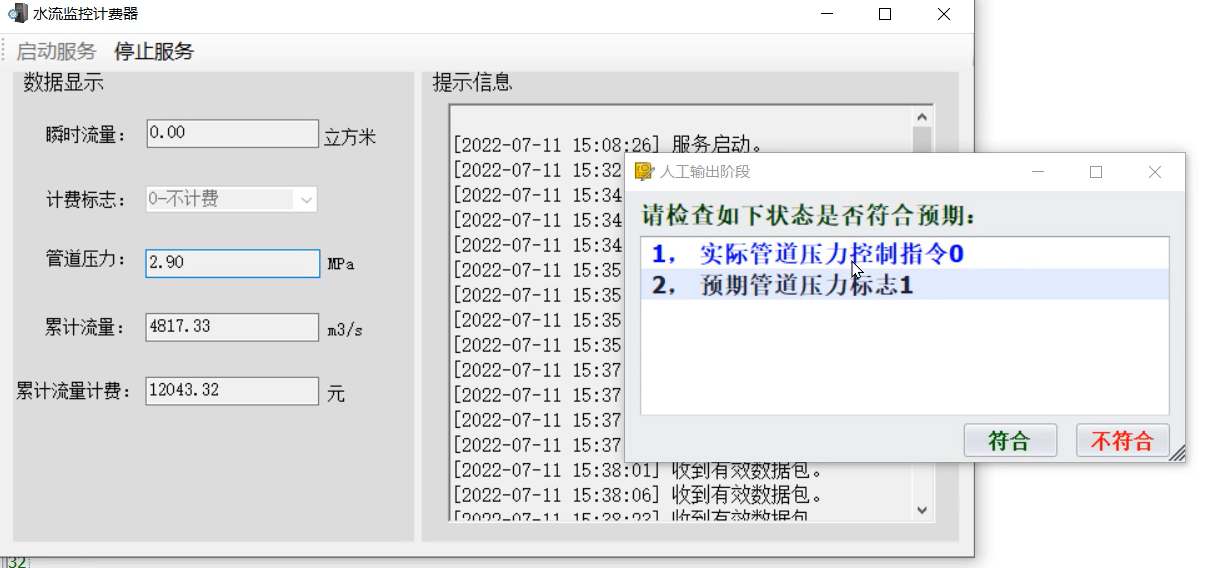 水流监控计费器
启动服务 停止服务
数据显示
瞬时流量： 0.00 立方米
计费标志： 0-不计费
管道压力： 2.90 MPa
累计流量： 4817.33 m3/s
累计流量计费： 12043.32 元
提示信息
[2022-07-11 15:08:26] 服务启动。
[2022-07-11 15:32
[2022-07-11 15:34
[2022-07-11 15:34
[2022-07-11 15:34
[2022-07-11 15:35
[2022-07-11 15:35
[2022-07-11 15:35
[2022-07-11 15:35
[2022-07-11 15:37
[2022-07-11 15:37
[2022-07-11 15:37
[2022-07-11 15:37
[2022-07-11 15:38:01] 收到有效数据包。
[2022-07-11 15:38:06] 收到有效数据包。
人工输出阶段
请检查如下状态是否符合预期：
1， 实际管道压力控制指令0
2， 预期管道压力标志1
符合 不符合
32